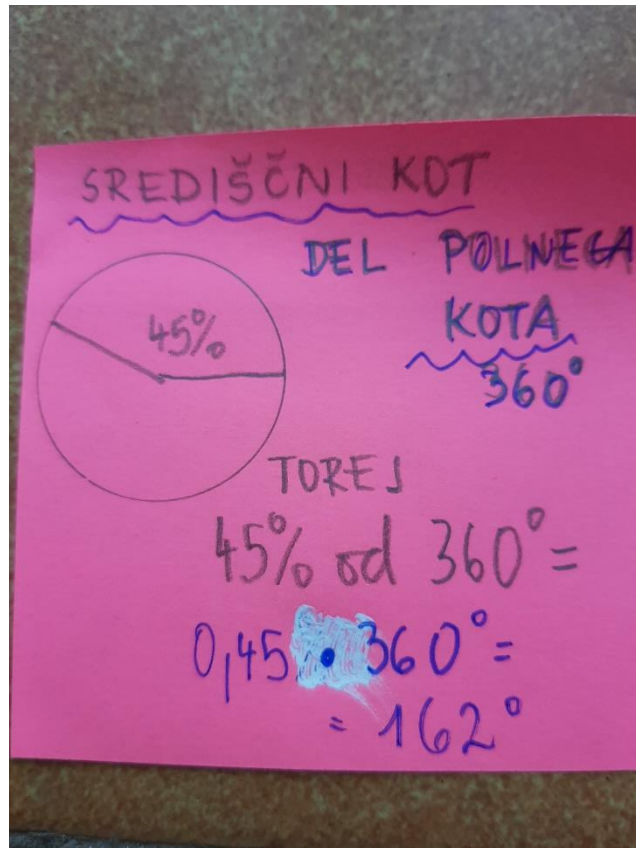 SREDIŠČNI KOT
DEL POLNEGA
KOTA
360°
45%
TOREJ
45% od 360° =
0,45 • 360° =
= 162°